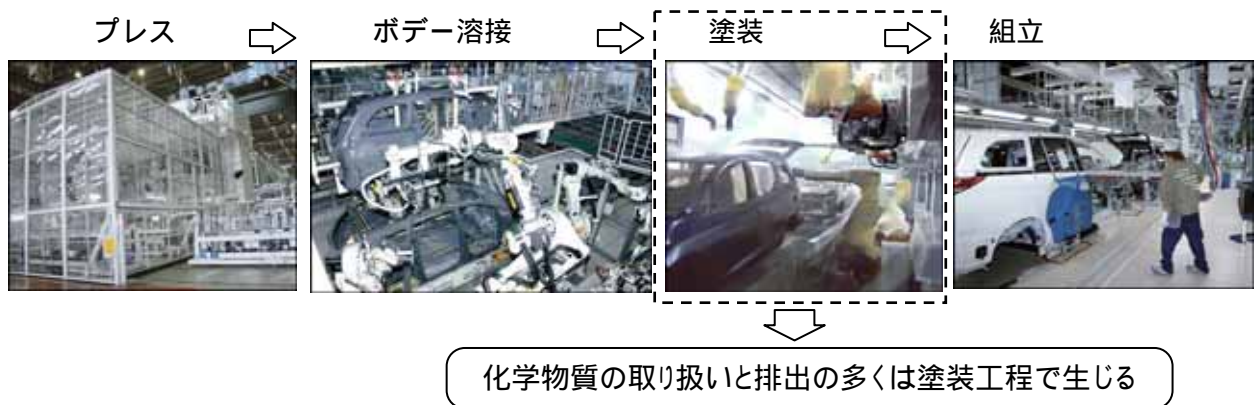 プレス
ボデー溶接
塗装
組立
化学物質の取り扱いと排出の多くは塗装工程で生じる